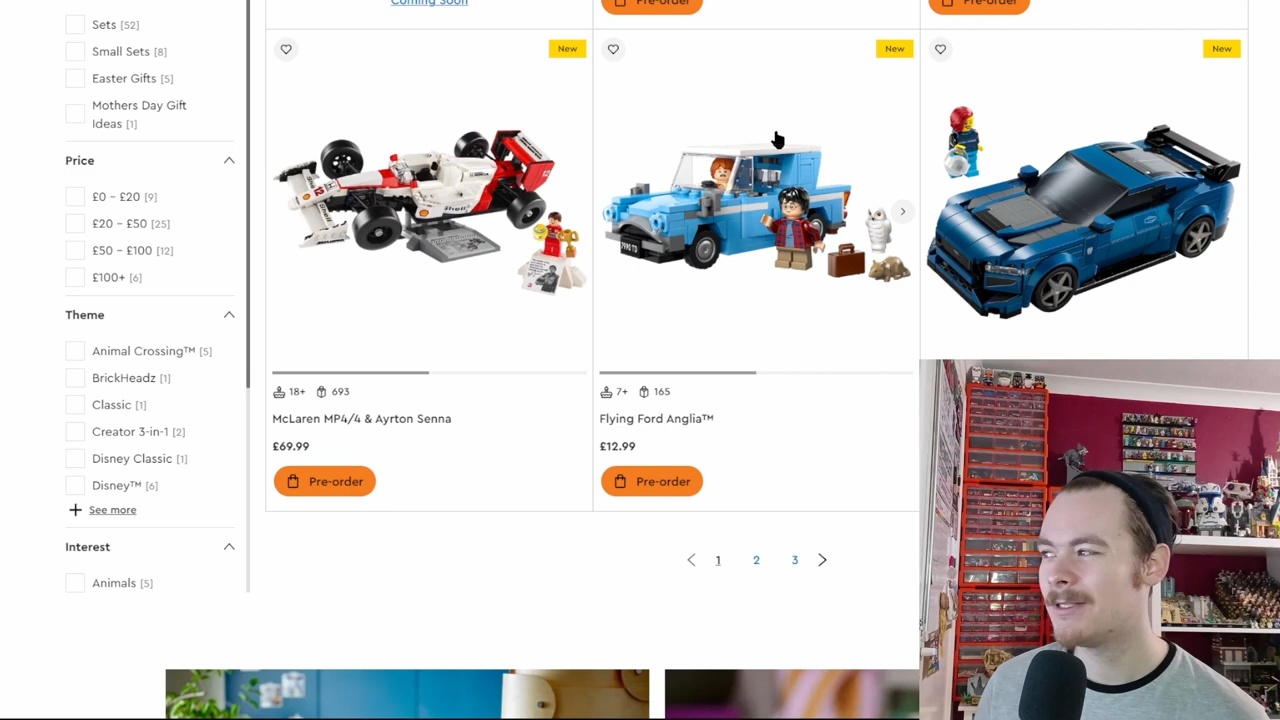 Coming Soon
Pre-order
Pre-order
Sets [52]
Small Sets [8]
Easter Gifts [5]
Mothers Day Gift
Ideas [1]
Price
£0 – £20 [9]
£20 – £50 [25]
£50 – £100 [12]
£100+ [6]
Theme
Animal Crossing™ [5]
BrickHeadz [1]
Classic [1]
Creator 3-in-1 [2]
Disney Classic [1]
Disney™ [6]
See more
Interest
Animals [5]
New
New
New
Shell
7990 TD
18+ 693
McLaren MP4/4 & Ayrton Senna
£69.99
Pre-order
7+ 165
Flying Ford Anglia™
£12.99
Pre-order
1 2 3